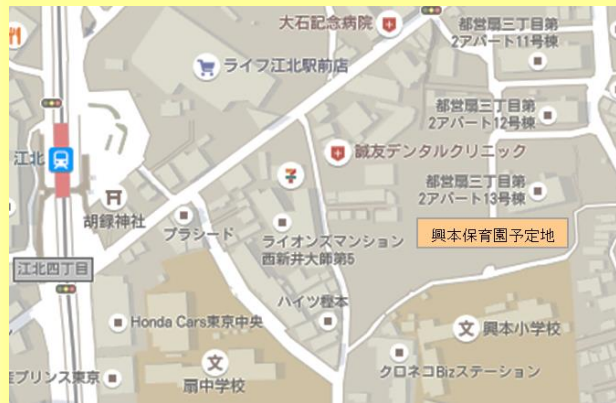 大石記念病院
都営扇三丁目第
2アパート11号棟
ライフ江北駅前店
都営扇三丁目第
2アパート12号棟
誠友デンタルクリニック
江北
都営扇三丁目第
2アパート13号棟
胡録神社
プラシード
ライオンズマンション
西新井大師第5
興本保育園予定地
江北四丁目
ハイツ樫本
Honda Cars東京中央
興本小学校
扇中学校
クロネコBizステーション
プリンス東京